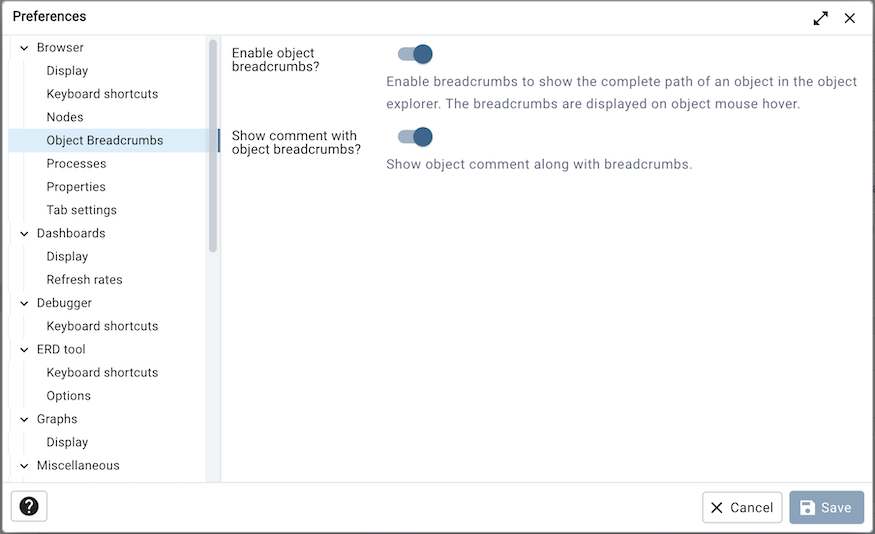 Preferences
Browser
Display
Keyboard shortcuts
Nodes
Object Breadcrumbs
Processes
Properties
Tab settings
Dashboards
Display
Refresh rates
Debugger
Keyboard shortcuts
ERD tool
Keyboard shortcuts
Options
Graphs
Display
Miscellaneous
Enable object
breadcrumbs?
Enable breadcrumbs to show the complete path of an object in the object
explorer. The breadcrumbs are displayed on object mouse hover.
Show comment with
object breadcrumbs?
Show object comment along with breadcrumbs.
?
Cancel
Save